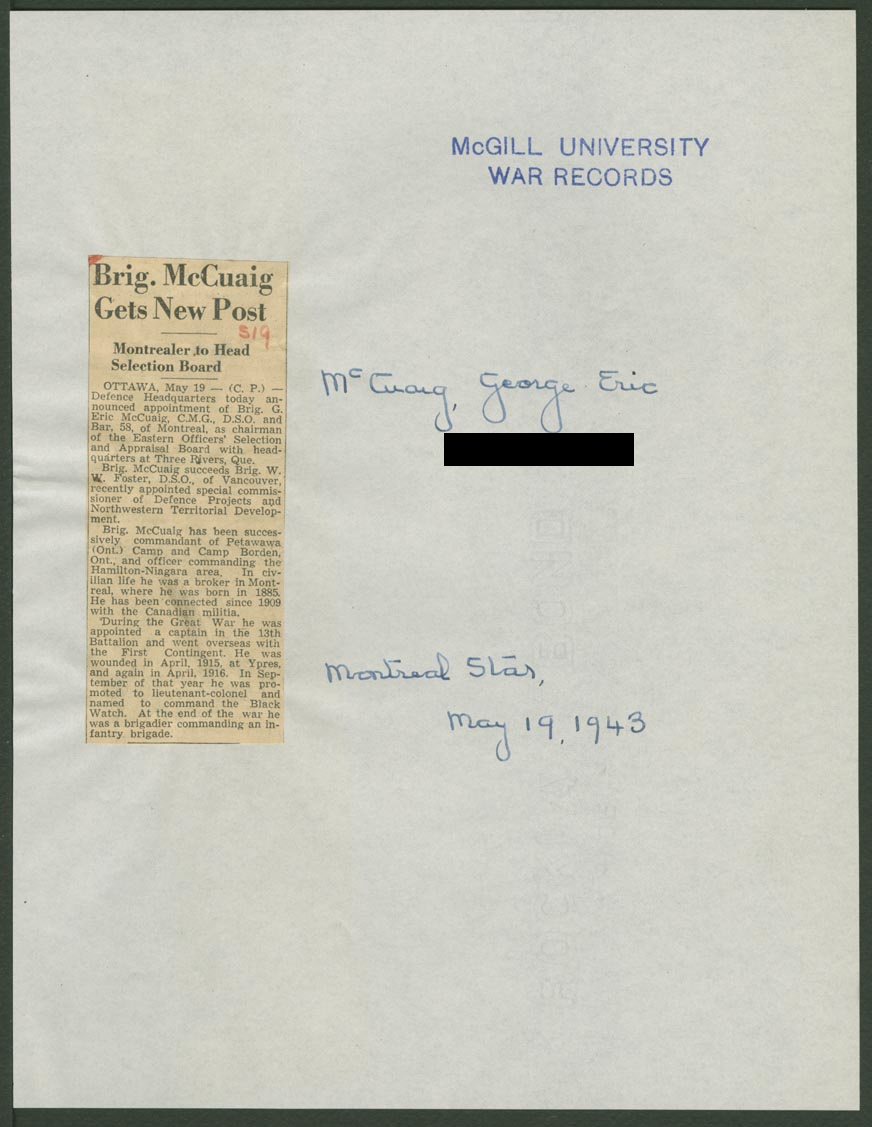 McGILL UNIVERSITY
WAR RECORDS
Brig. McCuaig
Gets New Post
519
Montrealer to Head
Selection Board
OTTAWA, May 19 — (C. P.) —
Defence Headquarters today an-
nounced appointment of Brig. G.
Eric McCuaig, C.M.G., D.S.O. and
Bar, 58, of Montreal, as chairman
of the Eastern Officers' Selection
and Appraisal Board with head-
quarters at Three Rivers, Que.
Brig. McCuaig succeeds Brig. W.
W. Foster, D.S.O., of Vancouver,
recently appointed special commis-
sioner of Defence Projects and
Northwestern Territorial Develop-
ment.
Brig. McCuaig has been succes-
sively commandant of Petawawa
(Ont.) Camp and Camp Borden,
Ont., and officer commanding the
Hamilton-Niagara area. In civ-
ilian life he was a broker in Mont-
real, where he was born in 1885.
He has been connected since 1909
with the Canadian militia.
During the Great War he was
appointed a captain in the 13th
Battalion and went overseas with
the First Contingent. He was
wounded in April, 1915, at Ypres,
and again in April, 1916. In Sep-
tember of that year he was pro-
moted to lieutenant-colonel and
named to command the Black
Watch. At the end of the war he
was a brigadier commanding an in-
fantry brigade.
McCuaig, George Eric
Montreal Star,
May 19, 1943